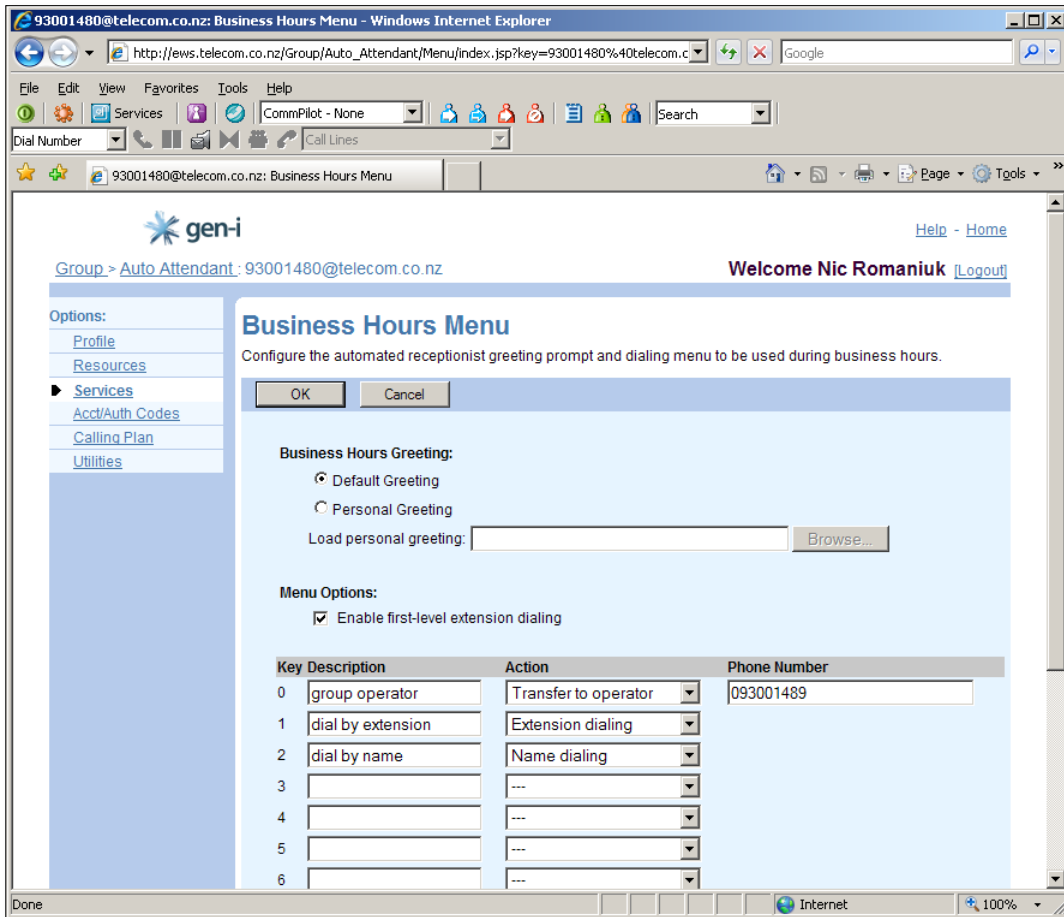 93001480@telecom.co.nz: Business Hours Menu - Windows Internet Explorer
http://ews.telecom.co.nz/Group/Auto_Attendant/Menu/index.jsp?key=93001480%40telecom.c
Google
File Edit View Favorites Tools Help
Services CommPilot - None Search
Dial Number Call Lines
93001480@telecom.co.nz: Business Hours Menu Page Tools »
gen-i
Help - Home
Group > Auto Attendant : 93001480@telecom.co.nz Welcome Nic Romaniuk [Logout]
Options:
Profile
Resources
Services
Acct/Auth Codes
Calling Plan
Utilities
Business Hours Menu
Configure the automated receptionist greeting prompt and dialing menu to be used during business hours.
OK Cancel
Business Hours Greeting:
Default Greeting
Personal Greeting
Load personal greeting: Browse...
Menu Options:
Enable first-level extension dialing
Key Description Action Phone Number
0 group operator Transfer to operator 093001489
1 dial by extension Extension dialing
2 dial by name Name dialing
3 ---
4 ---
5 ---
6 ---
Done Internet 100%